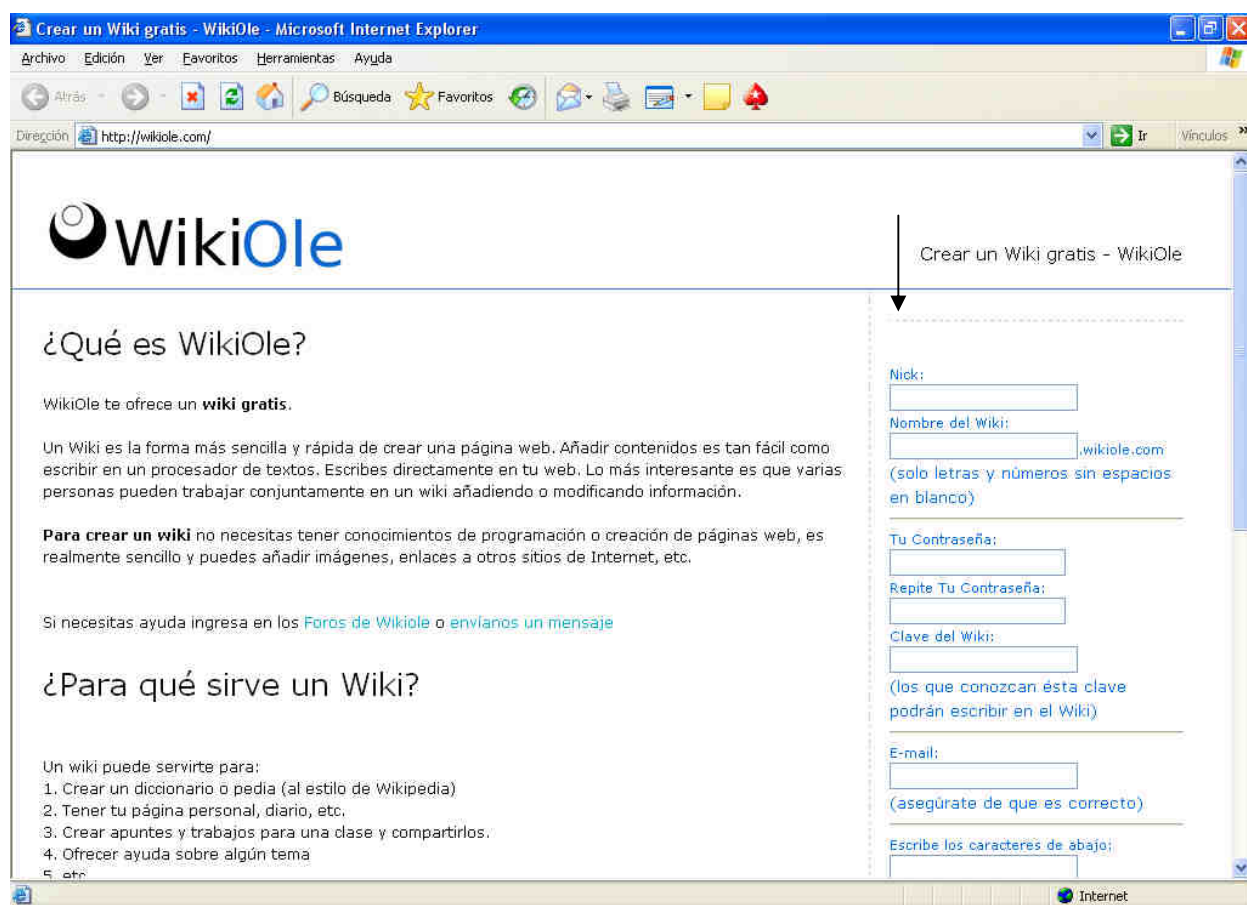 Crear un Wiki gratis - WikiOle - Microsoft Internet Explorer
Archivo Edición Ver Favoritos Herramientas Ayuda
Atrás Búsqueda Favoritos
Dirección http://wikiole.com/ Ir Vínculos »
WikiOle
Crear un Wiki gratis - WikiOle
¿Qué es WikiOle?
WikiOle te ofrece un wiki gratis.
Un Wiki es la forma más sencilla y rápida de crear una página web. Añadir contenidos es tan fácil como
escribir en un procesador de textos. Escribes directamente en tu web. Lo más interesante es que varias
personas pueden trabajar conjuntamente en un wiki añadiendo o modificando información.
Para crear un wiki no necesitas tener conocimientos de programación o creación de páginas web, es
realmente sencillo y puedes añadir imágenes, enlaces a otros sitios de Internet, etc.
Si necesitas ayuda ingresa en los Foros de Wikiole o envíanos un mensaje
¿Para qué sirve un Wiki?
Un wiki puede servirte para:
1. Crear un diccionario o pedia (al estilo de Wikipedia)
2. Tener tu página personal, diario, etc.
3. Crear apuntes y trabajos para una clase y compartirlos.
4. Ofrecer ayuda sobre algún tema
5. etc
Nick:
Nombre del Wiki:
.wikiole.com
(solo letras y números sin espacios
en blanco)
Tu Contraseña:
Repite Tu Contraseña:
Clave del Wiki:
(los que conozcan ésta clave
podrán escribir en el Wiki)
E-mail:
(asegúrate de que es correcto)
Escribe los caracteres de abajo:
Internet